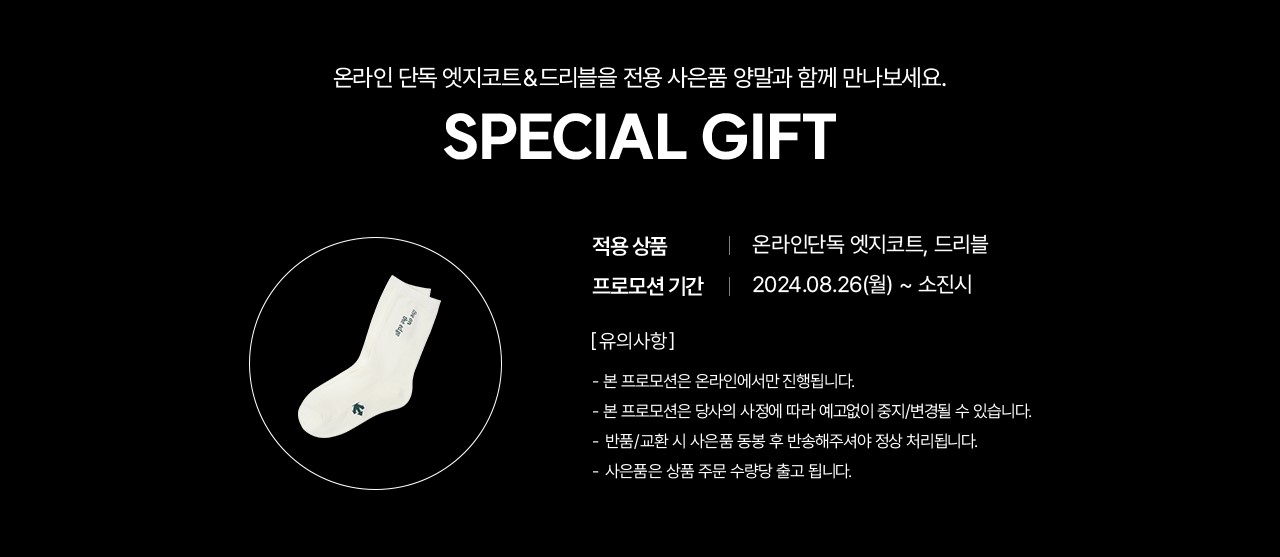 온라인 단독 엣지코트&드리블을 전용 사은품 양말과 함께 만나보세요.
SPECIAL GIFT
적용 상품 | 온라인단독 엣지코트, 드리블
프로모션 기간 | 2024.08.26(월) ~ 소진시
[유의사항]
- 본 프로모션은 온라인에서만 진행됩니다.
- 본 프로모션은 당사의 사정에 따라 예고없이 중지/변경될 수 있습니다.
- 반품/교환 시 사은품 동봉 후 반송해주셔야 정상 처리됩니다.
- 사은품은 상품 주문 수량당 출고 됩니다.